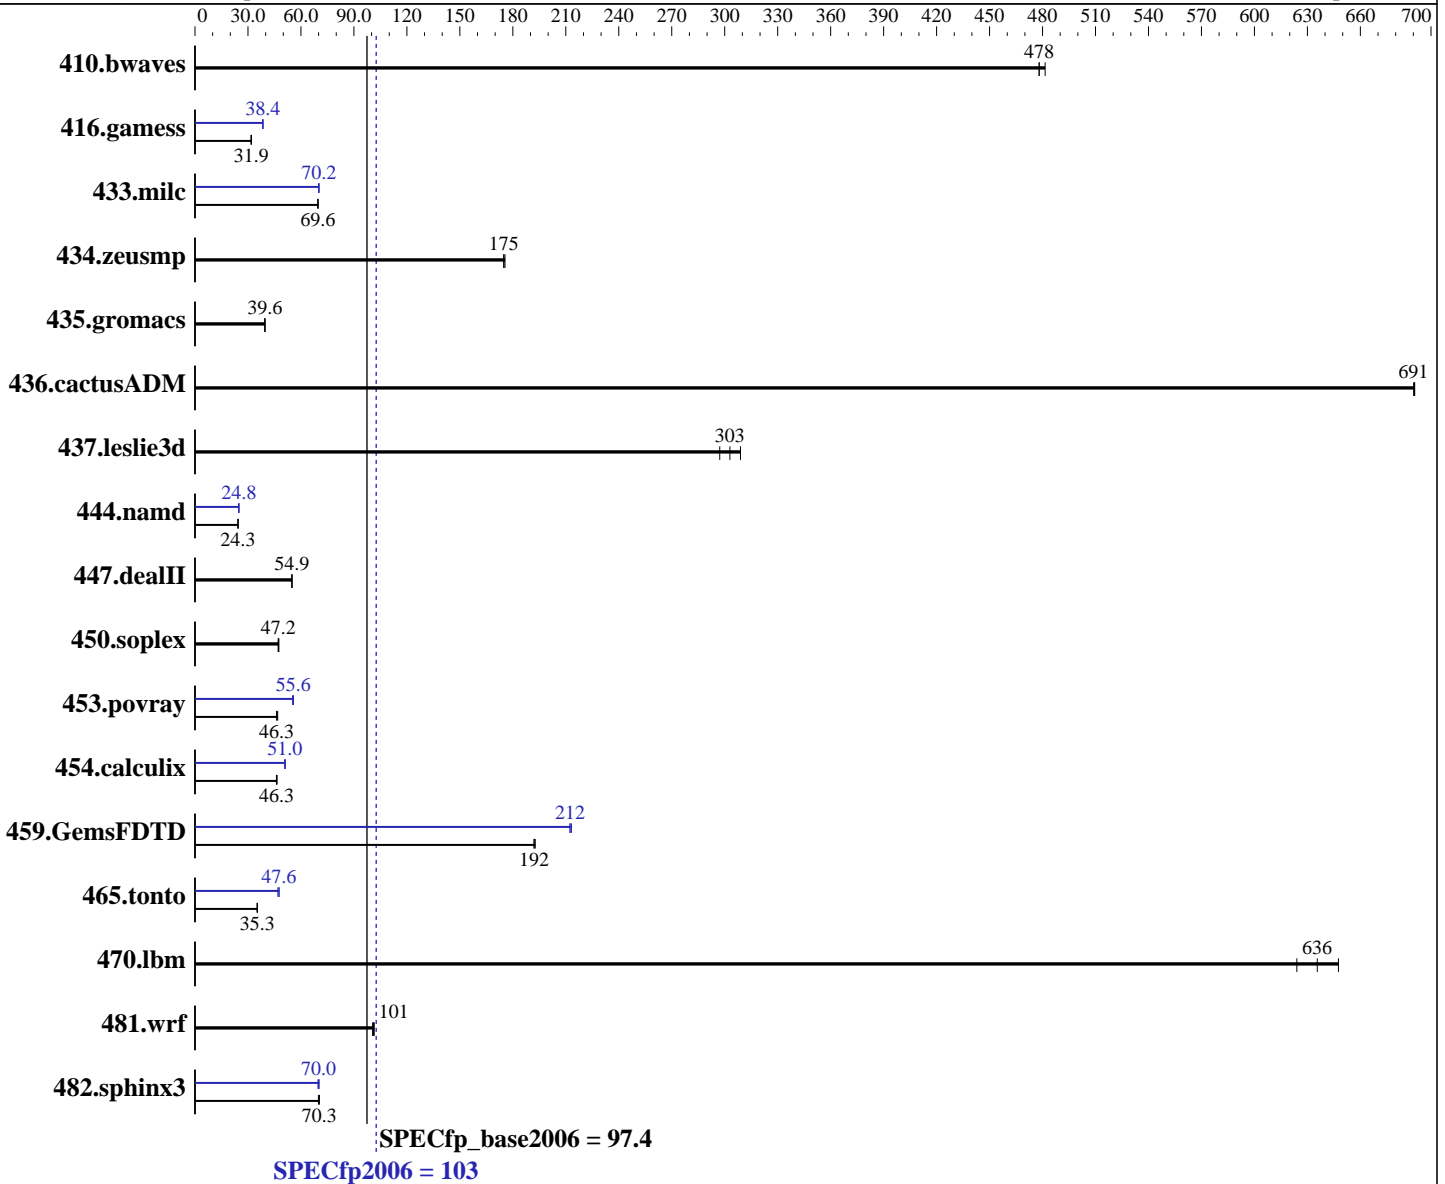 0 30.0 60.0 90.0 120 150 180 210 240 270 300 330 360 390 420 450 480 510 540 570 600 630 660 700
410.bwaves 478
416.gamess 38.4
31.9
433.milc 70.2
69.6
434.zeusmp 175
435.gromacs 39.6
436.cactusADM 691
437.leslie3d 303
444.namd 24.8
24.3
447.dealII 54.9
450.soplex 47.2
453.povray 55.6
46.3
454.calculix 51.0
46.3
459.GemsFDTD 212
192
465.tonto 47.6
35.3
470.lbm 636
481.wrf 101
482.sphinx3 70.0
70.3
SPECfp_base2006 = 97.4
SPECfp2006 = 103